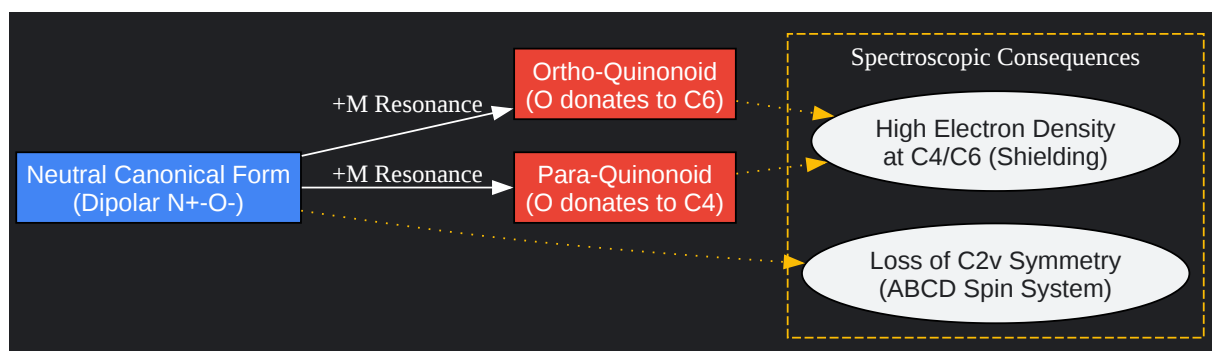 Neutral Canonical Form
(Dipolar N+-O-)
+M Resonance
+M Resonance
Ortho-Quinonoid
(O donates to C6)
Para-Quinonoid
(O donates to C4)
Spectroscopic Consequences
High Electron Density
at C4/C6 (Shielding)
Loss of C2v Symmetry
(ABCD Spin System)